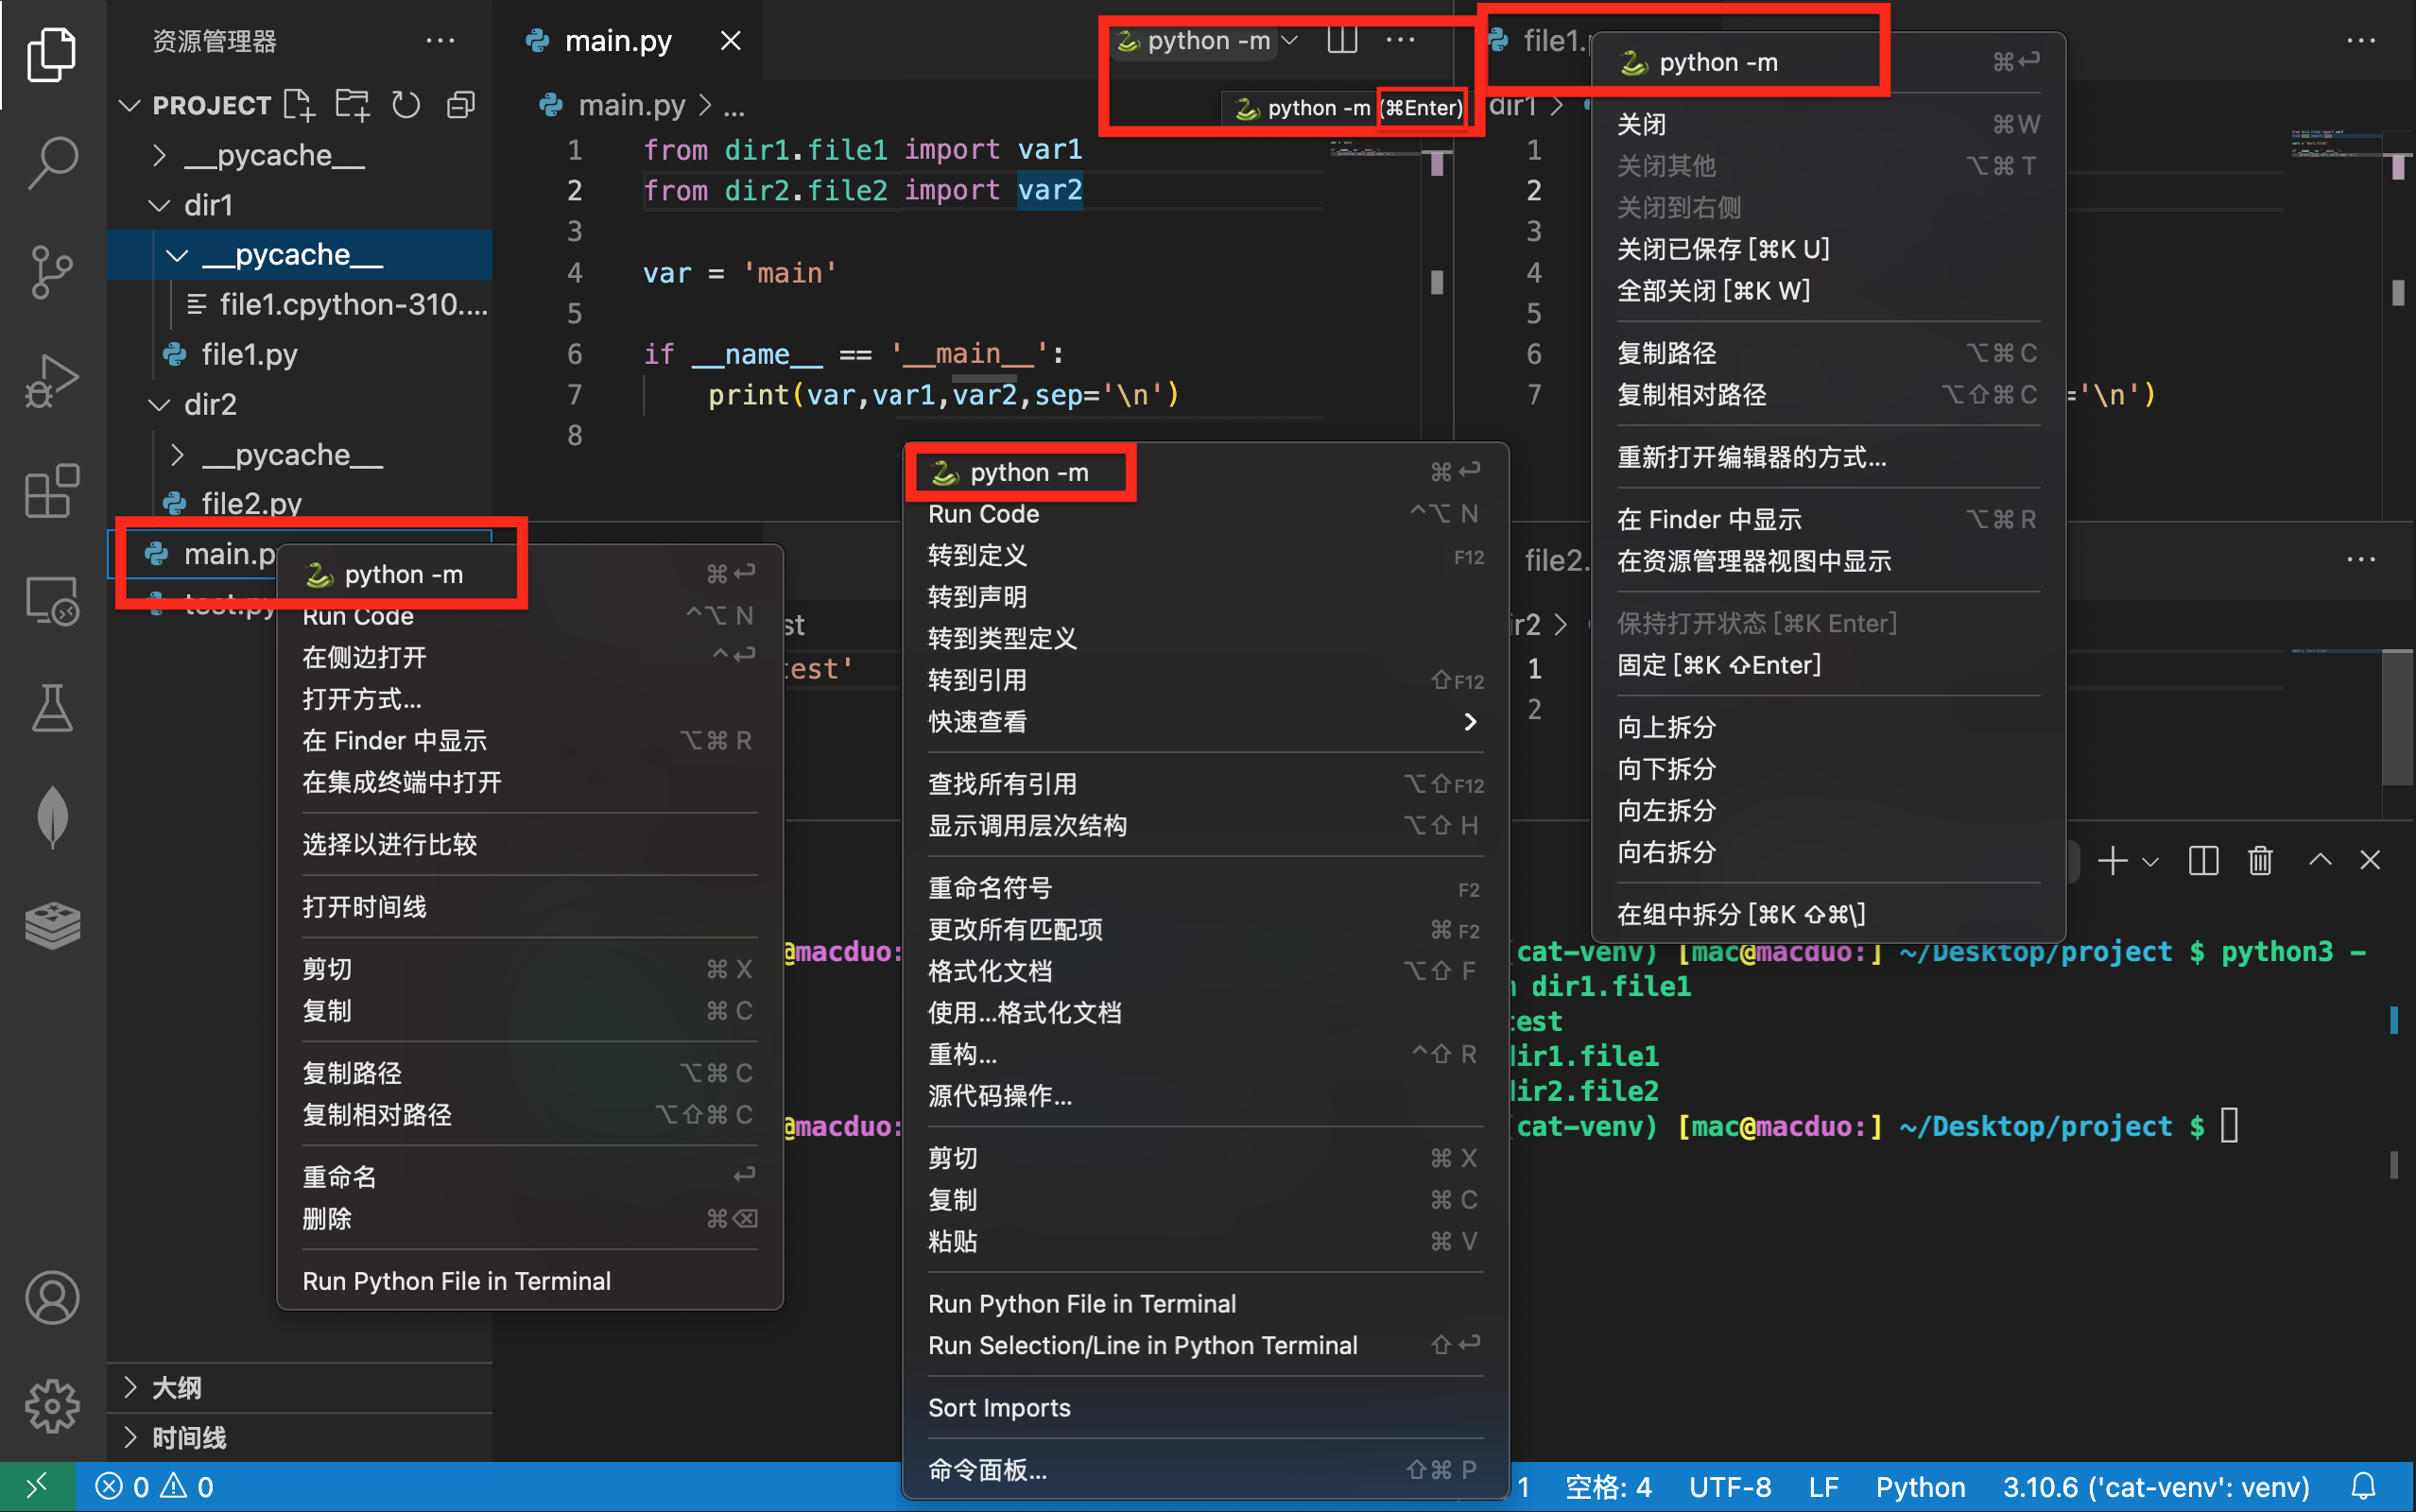 资源管理器
PROJECT
__pycache__
dir1
__pycache__
file1.cpython-310....
file1.py
dir2
__pycache__
file2.py
main.p
test.py
大纲
时间线
main.py
python -m
main.py > ...
python -m (⌘Enter)
1 from dir1.file1 import var1
2 from dir2.file2 import var2
3
4 var = 'main'
5
6 if __name__ == '__main__':
7 print(var,var1,var2,sep='\n')
8
python -m ⌘↩
Run Code ^⌥ N
在侧边打开 ^↩
打开方式...
在 Finder 中显示 ⌥⌘ R
在集成终端中打开
选择以进行比较
打开时间线
剪切 ⌘ X
复制 ⌘ C
复制路径 ⌥⌘ C
复制相对路径 ⌥⇧⌘ C
重命名 ↩
删除 ⌘⌫
Run Python File in Terminal
st
test'
@macduo:
@macduo:
python -m ⌘↩
Run Code ^⌥ N
转到定义 F12
转到声明
转到类型定义
转到引用 ⇧F12
快速查看 >
查找所有引用 ⌥⇧F12
显示调用层次结构 ⌥⇧ H
重命名符号 F2
更改所有匹配项 ⌘ F2
格式化文档 ⌥⇧ F
使用...格式化文档
重构... ^⇧ R
源代码操作...
剪切 ⌘ X
复制 ⌘ C
粘贴 ⌘ V
Run Python File in Terminal
Run Selection/Line in Python Terminal ⇧↩
Sort Imports
命令面板... ⇧⌘ P
file1.
dir1 >
1
2
3
4
5
6
7 ='\n')
python -m ⌘↩
关闭 ⌘W
关闭其他 ⌥⌘ T
关闭到右侧
关闭已保存 [⌘K U]
全部关闭 [⌘K W]
复制路径 ⌥⌘ C
复制相对路径 ⌥⇧⌘ C
重新打开编辑器的方式...
在 Finder 中显示 ⌥⌘ R
在资源管理器视图中显示
保持打开状态 [⌘K Enter]
固定 [⌘K ⇧Enter]
向上拆分
向下拆分
向左拆分
向右拆分
在组中拆分 [⌘K ⇧⌘\]
file2.
ir2 >
1
2
(cat-venv) [mac@macduo:] ~/Desktop/project $ python3 -
dir1.file1
test
dir1.file1
dir2.file2
(cat-venv) [mac@macduo:] ~/Desktop/project $
0 0
1 空格: 4 UTF-8 LF Python 3.10.6 ('cat-venv': venv)